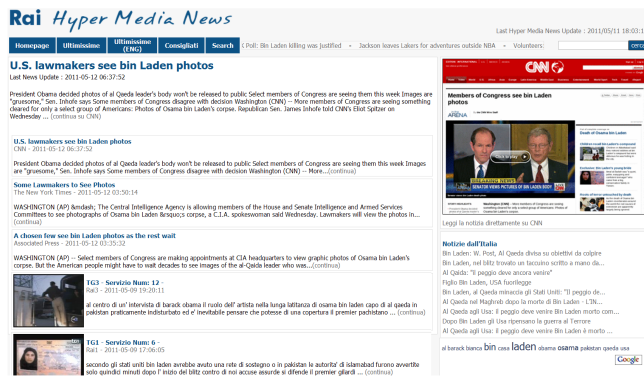 Rai Hyper Media News
Last Hyper Media News Update : 2011/05/11 18:03:1
Homepage
Ultimissime
Ultimissime (ENG)
Consigliati
Search
Poll: Bin Laden killing was justified • Jackson leaves Lakers for adventures outside NBA • Volunteers:
cerc
U.S. lawmakers see bin Laden photos
Last News Update : 2011-05-12 06:37:52
President Obama decided photos of al Qaeda leader's body won't be released to public Select members of Congress are seeing them this week Images are
"gruesome," Sen. Inhofe says Some members of Congress disagree with decision Washington (CNN) -- More members of Congress are seeing something
cleared for only a select group of Americans: Photos of Osama bin Laden's corpse. Republican Sen. James Inhofe told CNN's Eliot Spitzer on
Wednesday ... (continua su CNN)
U.S. lawmakers see bin Laden photos
CNN - 2011-05-12 06:37:52
President Obama decided photos of al Qaeda leader's body won't be released to public Select members of Congress are seeing them this week Images
are "gruesome," Sen. Inhofe says Some members of Congress disagree with decision Washington (CNN) -- More...(continua)
Some Lawmakers to See Photos
The New York Times - 2011-05-12 03:50:14
WASHINGTON (AP) &mdash; The Central Intelligence Agency is allowing members of the House and Senate Intelligence and Armed Services
Committees to see photographs of Osama bin Laden &rsquo;s corpse, a C.I.A. spokeswoman said Wednesday. Lawmakers will view the photos in...
(continua)
A chosen few see bin Laden photos as the rest wait
Associated Press - 2011-05-12 03:35:32
WASHINGTON (AP) -- Select members of Congress are making appointments at CIA headquarters to view graphic photos of Osama bin Laden's
corpse. But the American people might have to wait decades to see images of the al-Qaida leader who was...(continua)
TG3 - Servizio Num: 12 -
Rai3 - 2011-05-09 19:20:11
al centro di un' intervista di barack obama il ruolo dell' artista nella lunga latitanza di osama bin laden capo di al qaeda in
pakistan praticamente indisturbato ed e' inevitabile pensare che potesse di una copertura il premier pachistano ... (continua)
TG1 - Servizio Num: 6 -
Rai1 - 2011-05-09 17:06:05
secondo gli stati uniti bin laden avrebbe avuto una rete di sostegno o in pakistan le autorita' di islamabad furono avvertite
solo quindici minuti dopo l' inizio del blitz contro di noi accuse assurde si difende il premier gilardi ... (continua)
CNN
Members of Congress see bin Laden
photos
ARENA
Click to play
BREAKING NEWS
SENATOR VIEWS PICTURES OF BIN LADEN BODY
Death of Osama bin Laden
Leggi la notizia direttamente su CNN
Notizie dall'Italia
Bin Laden: W. Post, Al Qaeda divisa su obiettivi da colpire
Bin Laden, nel blitz trovato un taccuino scritto a mano da...
Al Qaida: "Il peggio deve ancora venire"
Figlio Bin Laden, USA fuorilegge
Bin Laden, al Qaeda minaccia gli Stati Uniti: "Il peggio de...
Al Qaeda nel Maghreb dopo la morte di Bin Laden - L'IN...
Al Qaeda agli Usa: il peggio deve venire Bin Laden morto com...
Dopo Bin Laden gli Usa ripensano la guerra al Terrore
Al Qaeda agli Usa: il peggio deve venire Bin Laden è morto ...
al barack bianca bin casa laden obama osama pakistan qaeda usa
Google